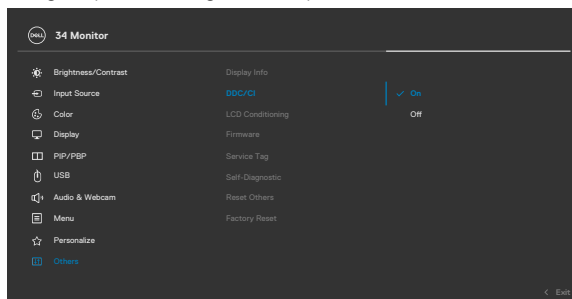 DELL 34 Monitor
Brightness/Contrast Display Info
Input Source DDC/CI ✓ On
Color LCD Conditioning Off
Display Firmware
PIP/PBP Service Tag
USB Self-Diagnostic
Audio & Webcam Reset Others
Menu Factory Reset
Personalize
Others
< Exit